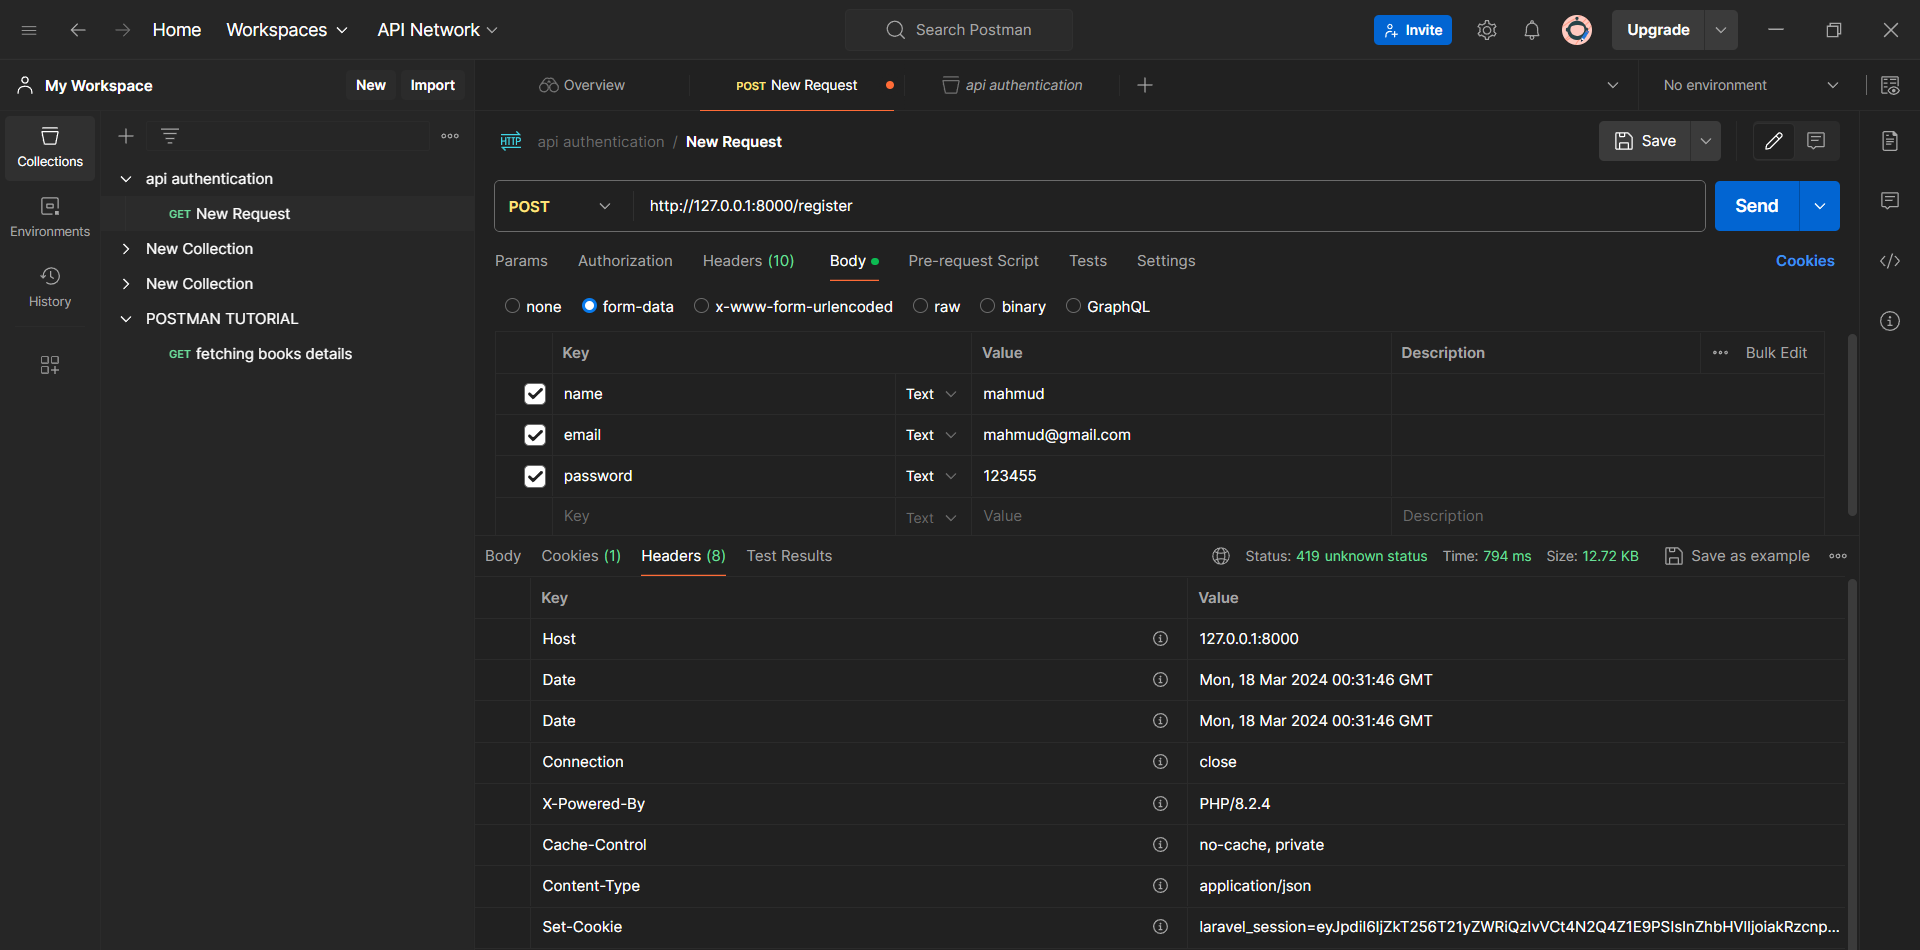 Home Workspaces API Network Search Postman Invite Upgrade
My Workspace New Import Overview POST New Request api authentication No environment
Collections
Environments
History
api authentication
GET New Request
New Collection
New Collection
POSTMAN TUTORIAL
GET fetching books details
HTTP api authentication / New Request Save
POST http://127.0.0.1:8000/register Send
Params Authorization Headers (10) Body Pre-request Script Tests Settings Cookies
none form-data x-www-form-urlencoded raw binary GraphQL
Key Value Description Bulk Edit
name Text mahmud
email Text mahmud@gmail.com
password Text 123455
Key Text Value Description
Body Cookies (1) Headers (8) Test Results Status: 419 unknown status Time: 794 ms Size: 12.72 KB Save as example
Key Value
Host 127.0.0.1:8000
Date Mon, 18 Mar 2024 00:31:46 GMT
Date Mon, 18 Mar 2024 00:31:46 GMT
Connection close
X-Powered-By PHP/8.2.4
Cache-Control no-cache, private
Content-Type application/json
Set-Cookie